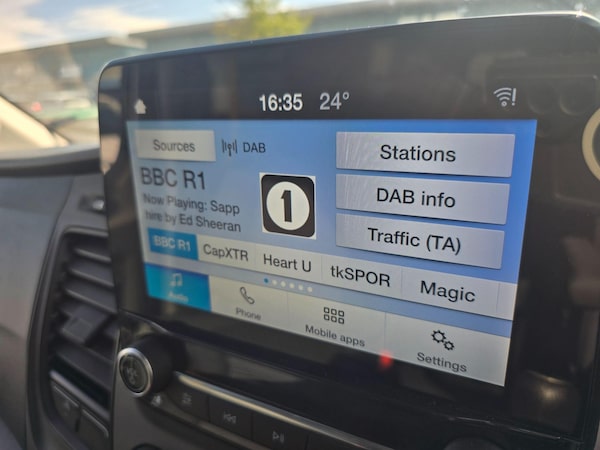 16:35 24°
Sources DAB
Stations
BBC R1
Now Playing: Sapp
hire by Ed Sheeran
1
DAB info
Traffic (TA)
BBC R1 CapXTR Heart U tkSPOR Magic
Audio Phone Mobile apps Settings